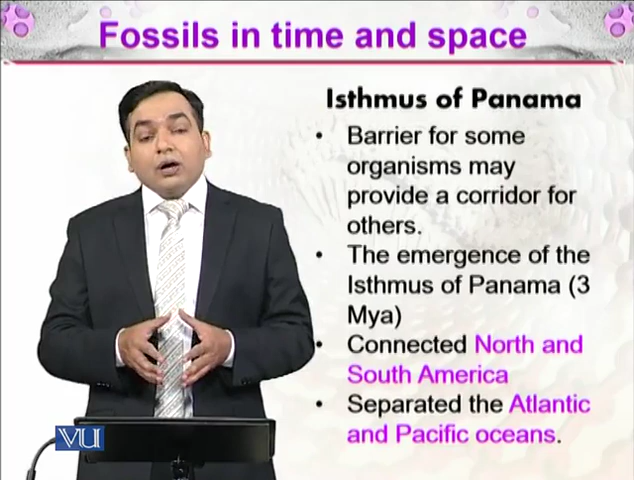 Fossils in time and space
Isthmus of Panama
• Barrier for some
organisms may
provide a corridor for
others.
• The emergence of the
Isthmus of Panama (3
Mya)
• Connected North and
South America
• Separated the Atlantic
and Pacific oceans.
VU